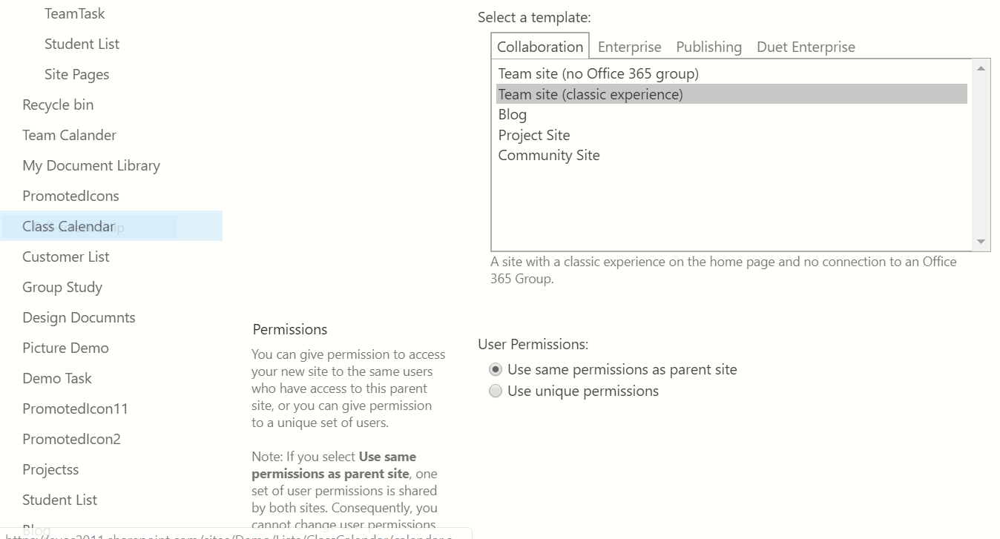 TeamTask
Student List
Site Pages
Recycle bin
Team Calander
My Document Library
PromotedIcons
Class Calendar
Customer List
Group Study
Design Documnts
Picture Demo
Demo Task
PromotedIcon11
PromotedIcon2
Projectss
Student List
Blog
Select a template:
Collaboration Enterprise Publishing Duet Enterprise
Team site (no Office 365 group)
Team site (classic experience)
Blog
Project Site
Community Site
A site with a classic experience on the home page and no connection to an Office
365 Group.
Permissions
You can give permission to access
your new site to the same users
who have access to this parent
site, or you can give permission
to a unique set of users.
Note: If you select Use same
permissions as parent site, one
set of user permissions is shared
by both sites. Consequently, you
cannot change user permissions
User Permissions:
Use same permissions as parent site
Use unique permissions